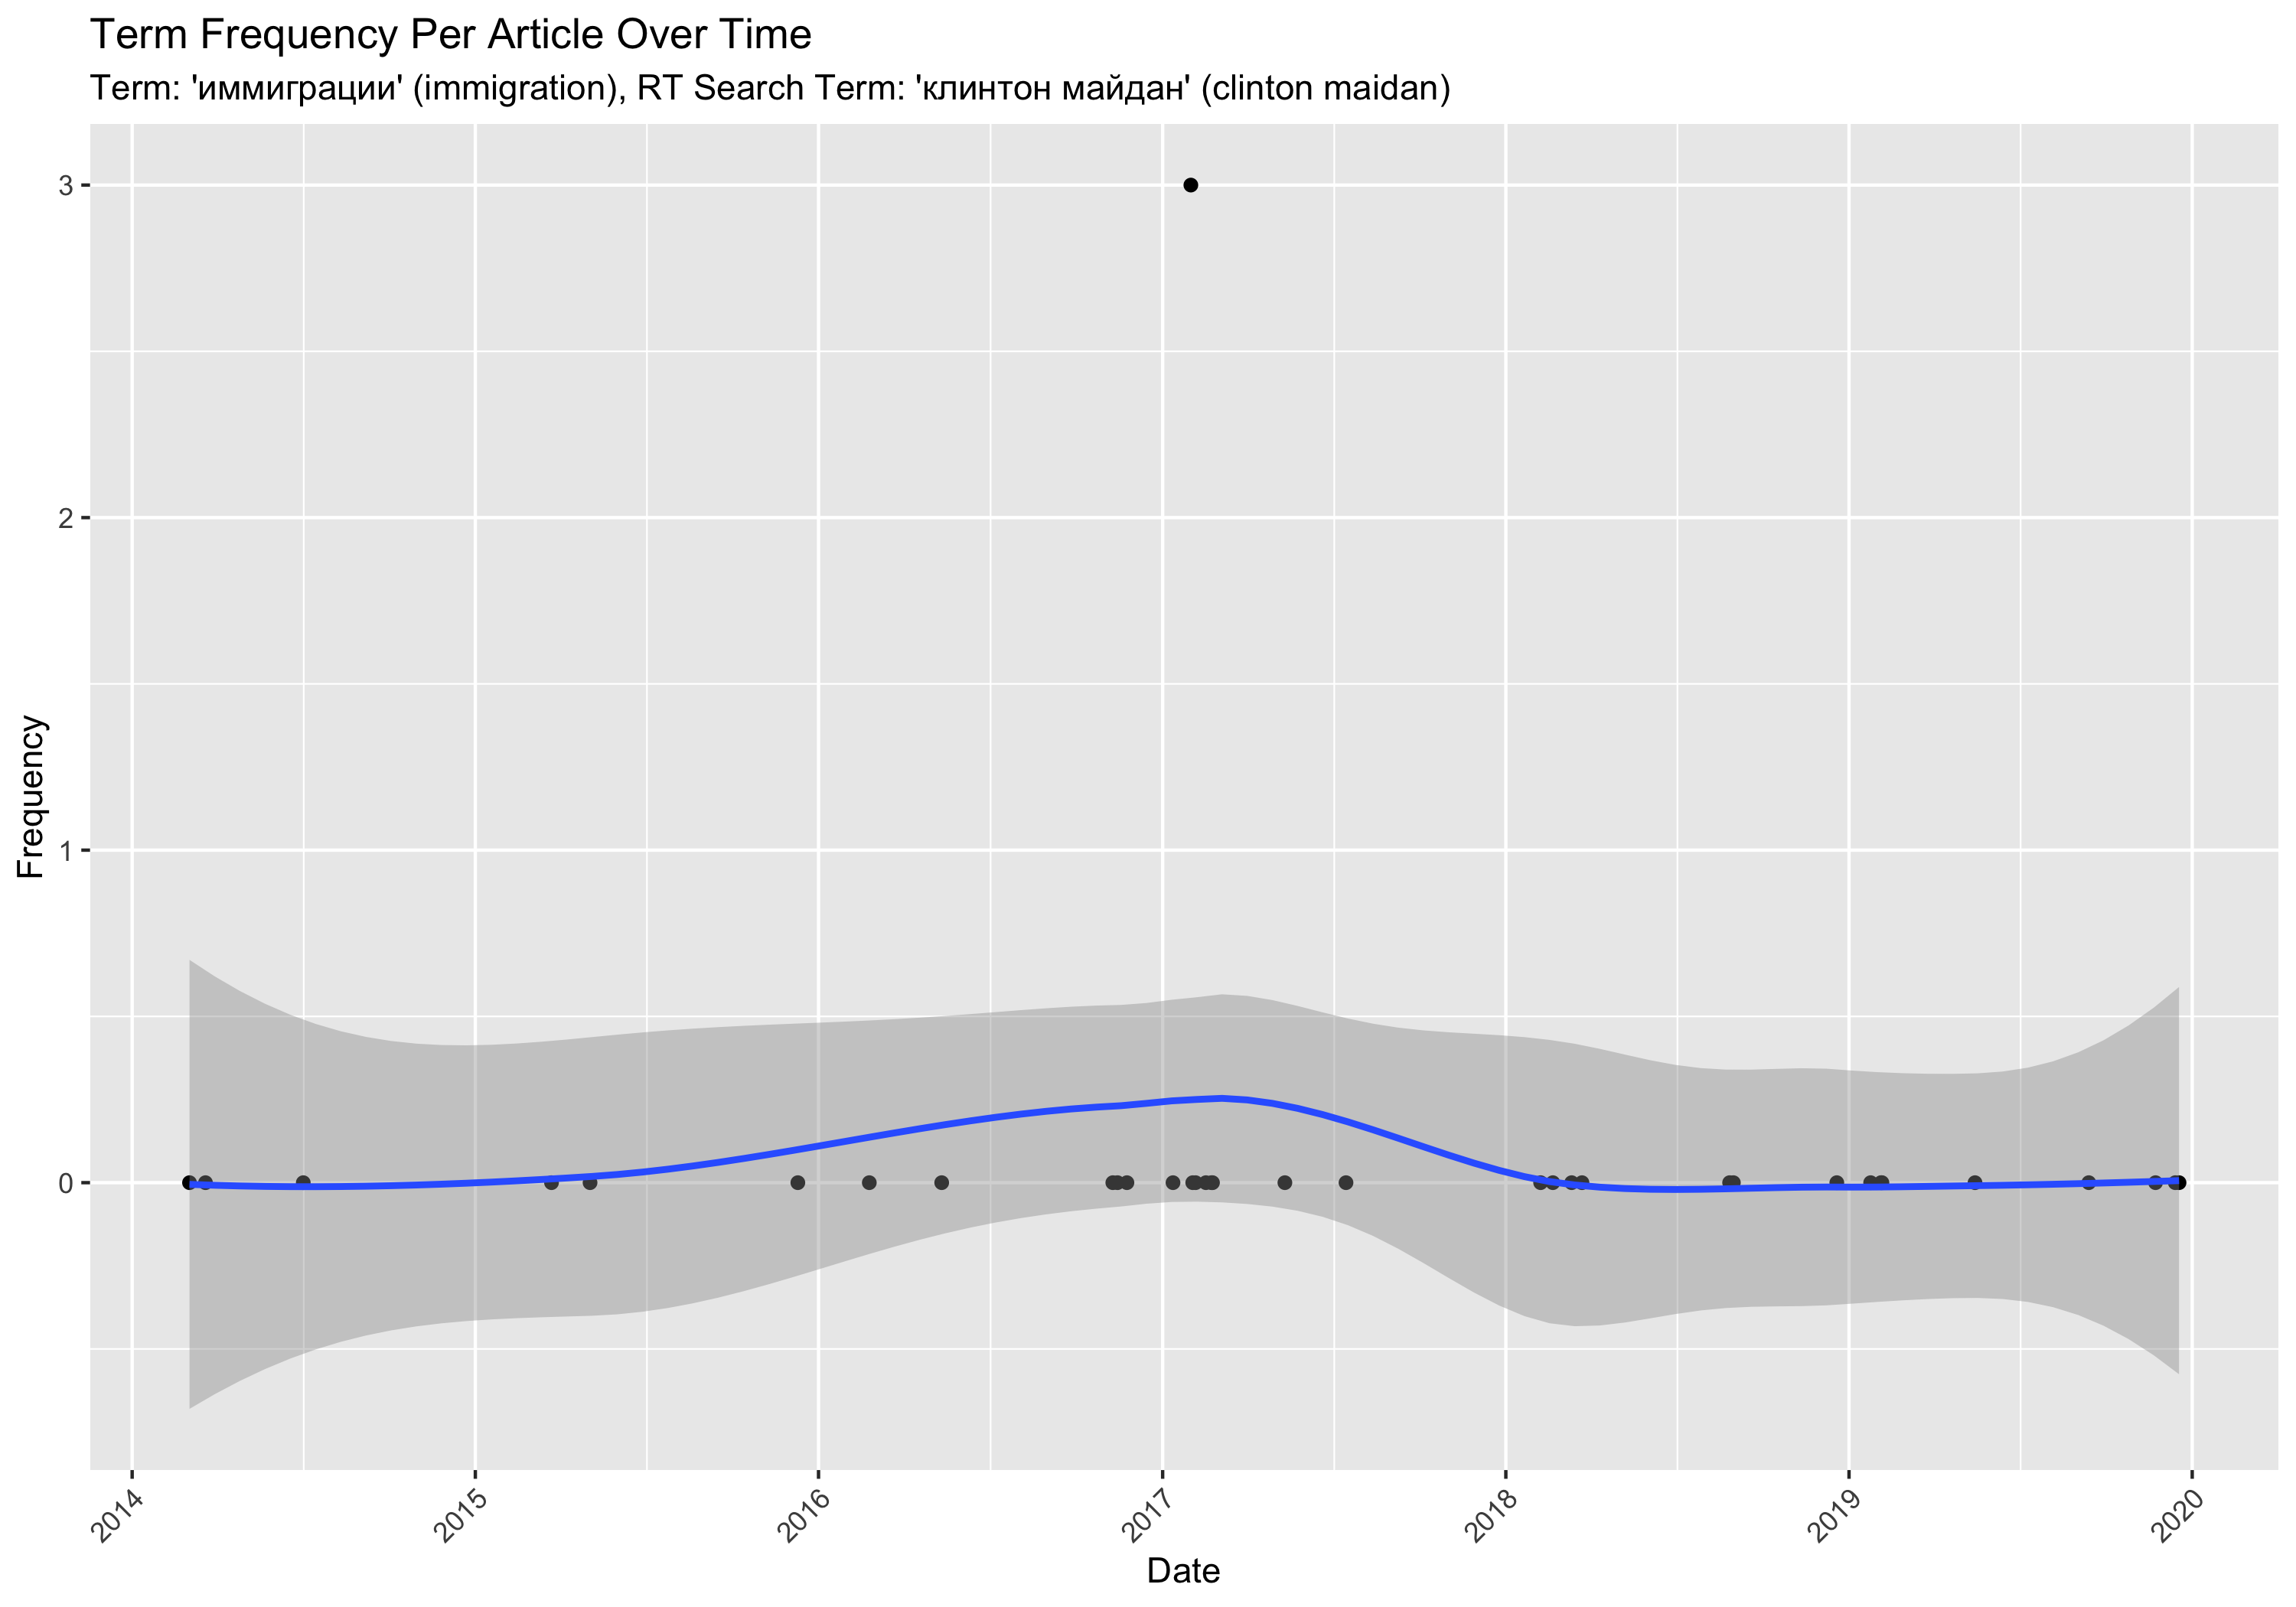 Term Frequency Per Article Over Time
Term: 'иммиграции' (immigration), RT Search Term: 'клинтон майдан' (clinton maidan)
3
2
1
0
Frequency
2014
2015
2016
2017
2018
2019
2020
Date